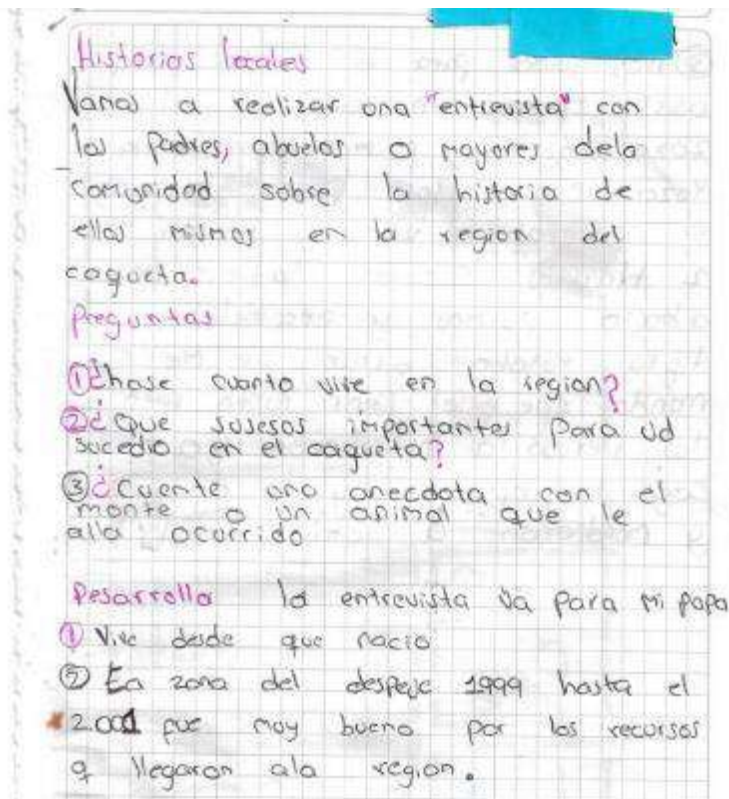 Historias locales
Vamos a realizar una "entrevista" con
los Padres, abuelos o mayores dela
comunidad sobre la historia de
ellos mismos en la region del
caqueta.
Preguntas
① ¿hase cuanto vive en la region?
② ¿que susesos importantes para ud
sucedio en el caqueta?
③ ¿Cuente una anecdota con el
monte o un animal que le
alla ocurrido
Desarrollo la entrevista va para mi papa
① Vive desde que nacio
② La zona del despeje 1999 hasta el
2.001 fue muy bueno por los recursos
q llegaron ala region.